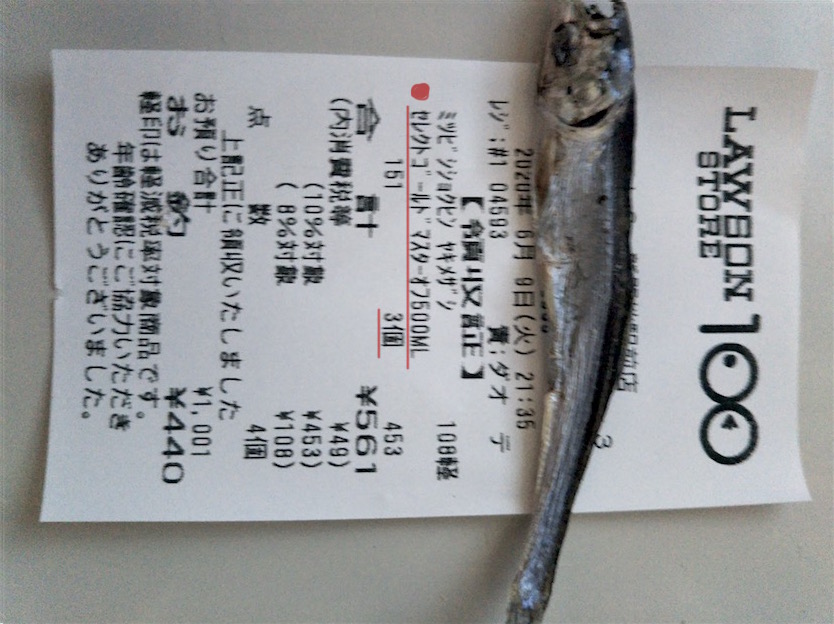 LAWSON
STORE
100
2020年 6月 9日(火) 21:35
ﾚｼﾞ:#1 04593
【領収証】
ﾐﾂﾋﾞｼｼｮｸﾋﾝ ﾔｷﾒｻﾞｼ 108軽
ｾﾚｸﾄｺﾞｰﾙﾄﾞﾏｽﾀｰｵﾌﾞ500ML
151 3個 453
合 計 ¥561
(内消費税等 ¥49)
(10%対象 ¥453)
( 8%対象 ¥108)
点 数 4個
上記正に領収いたしました
お預り合計 ¥1,001
お 釣 ¥440
軽印は軽減税率対象商品です。
年齢確認にご協力いただき
ありがとうございました。